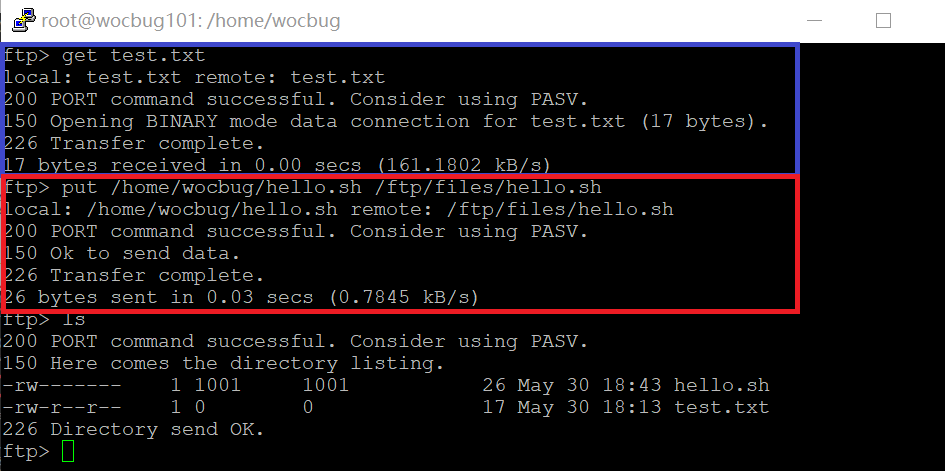 root@wocbug101: /home/wocbug
ftp> get test.txt
local: test.txt remote: test.txt
200 PORT command successful. Consider using PASV.
150 Opening BINARY mode data connection for test.txt (17 bytes).
226 Transfer complete.
17 bytes received in 0.00 secs (161.1802 kB/s)
ftp> put /home/wocbug/hello.sh /ftp/files/hello.sh
local: /home/wocbug/hello.sh remote: /ftp/files/hello.sh
200 PORT command successful. Consider using PASV.
150 Ok to send data.
226 Transfer complete.
26 bytes sent in 0.03 secs (0.7845 kB/s)
ftp> ls
200 PORT command successful. Consider using PASV.
150 Here comes the directory listing.
-rw-------    1 1001     1001           26 May 30 18:43 hello.sh
-rw-r--r--    1 0        0              17 May 30 18:13 test.txt
226 Directory send OK.
ftp>